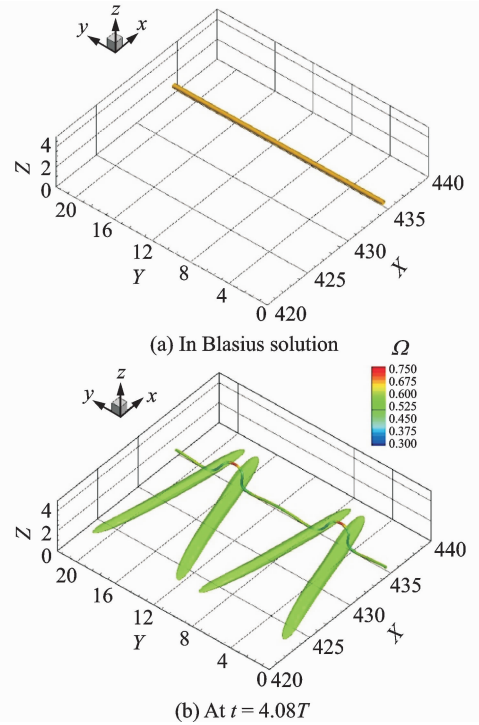 z
y
x
Z
4
2
0
20
16
12
8
4
0
Y
420
425
430
435
440
X
(a) In Blasius solution
Ω
0.750
0.675
0.600
0.525
0.450
0.375
0.300
z
y
x
Z
4
2
0
20
16
12
8
4
0
Y
420
425
430
435
440
X
(b) At t = 4.08T